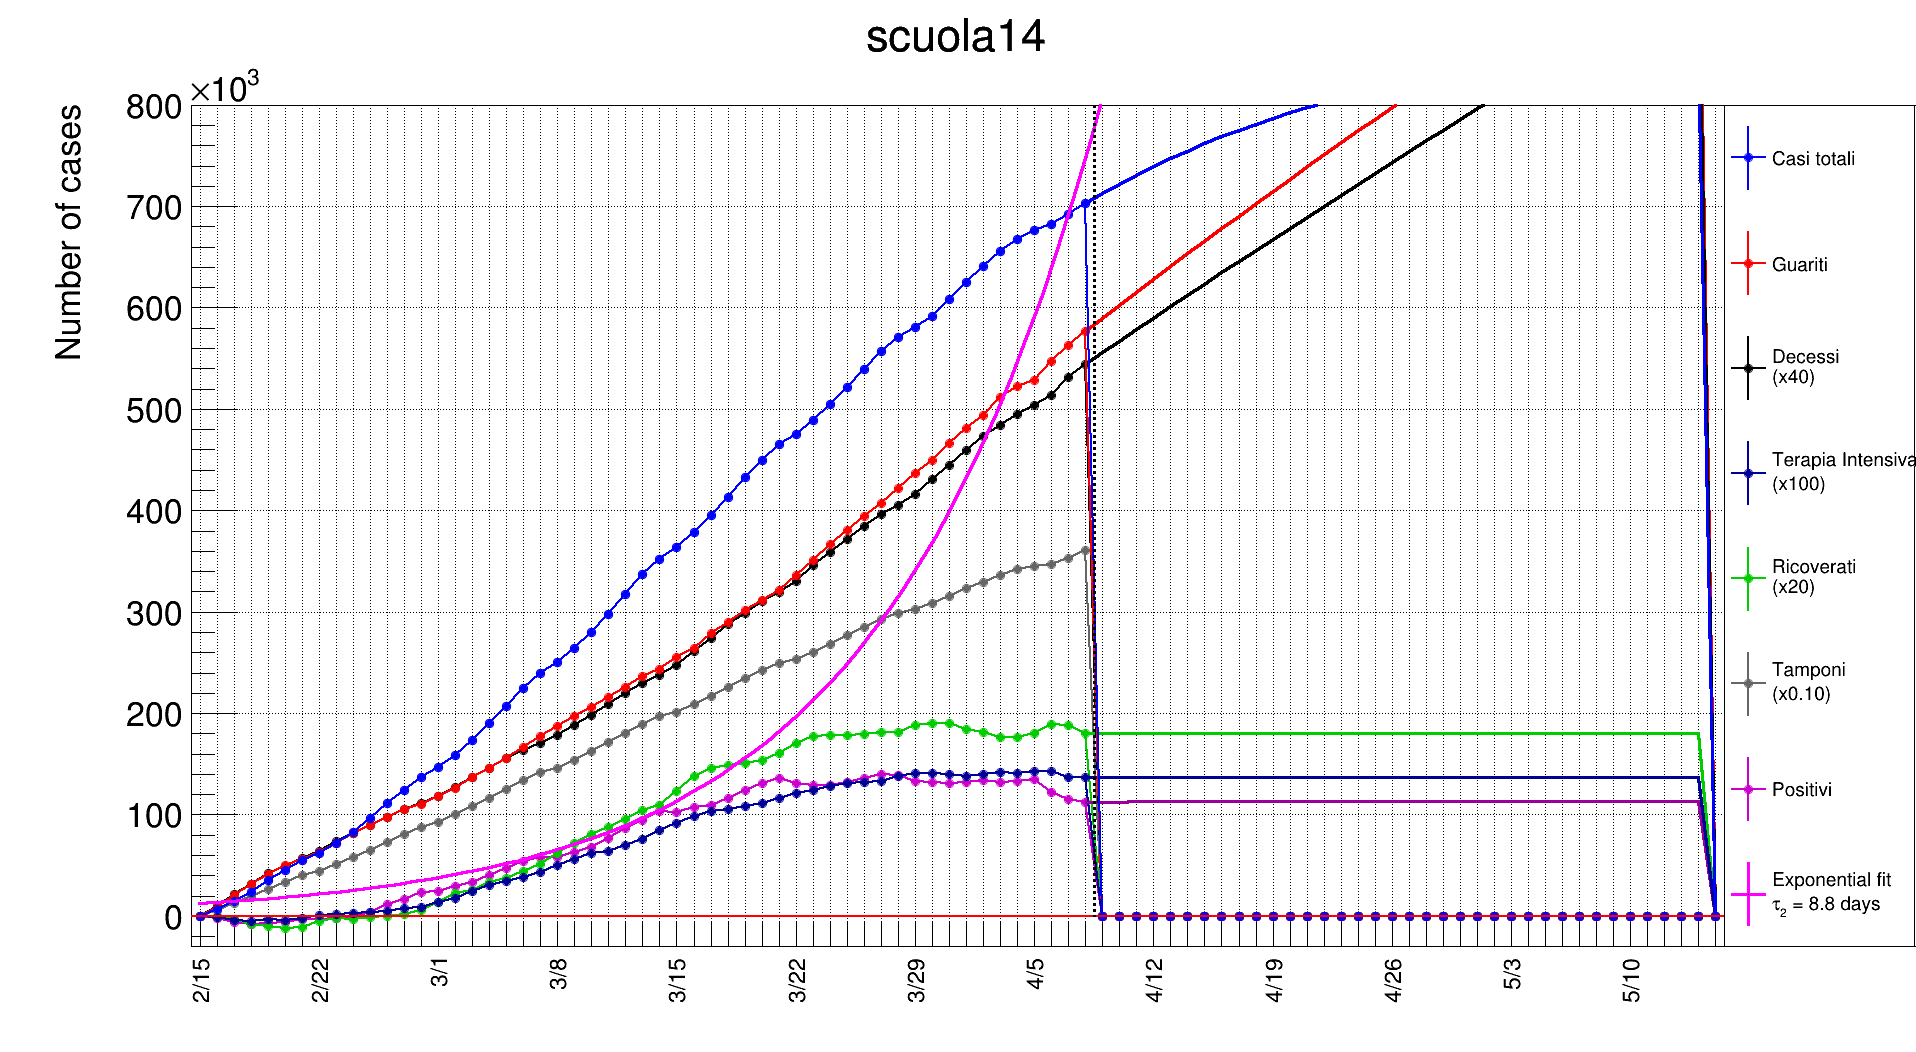 scuola14
×10³
Number of cases
800
700
600
500
400
300
200
100
0
2/15
2/22
3/1
3/8
3/15
3/22
3/29
4/5
4/12
4/19
4/26
5/3
5/10
Casi totali
Guariti
Decessi
(x40)
Terapia Intensiva
(x100)
Ricoverati
(x20)
Tamponi
(x0.10)
Positivi
Exponential fit
τ₂ = 8.8 days